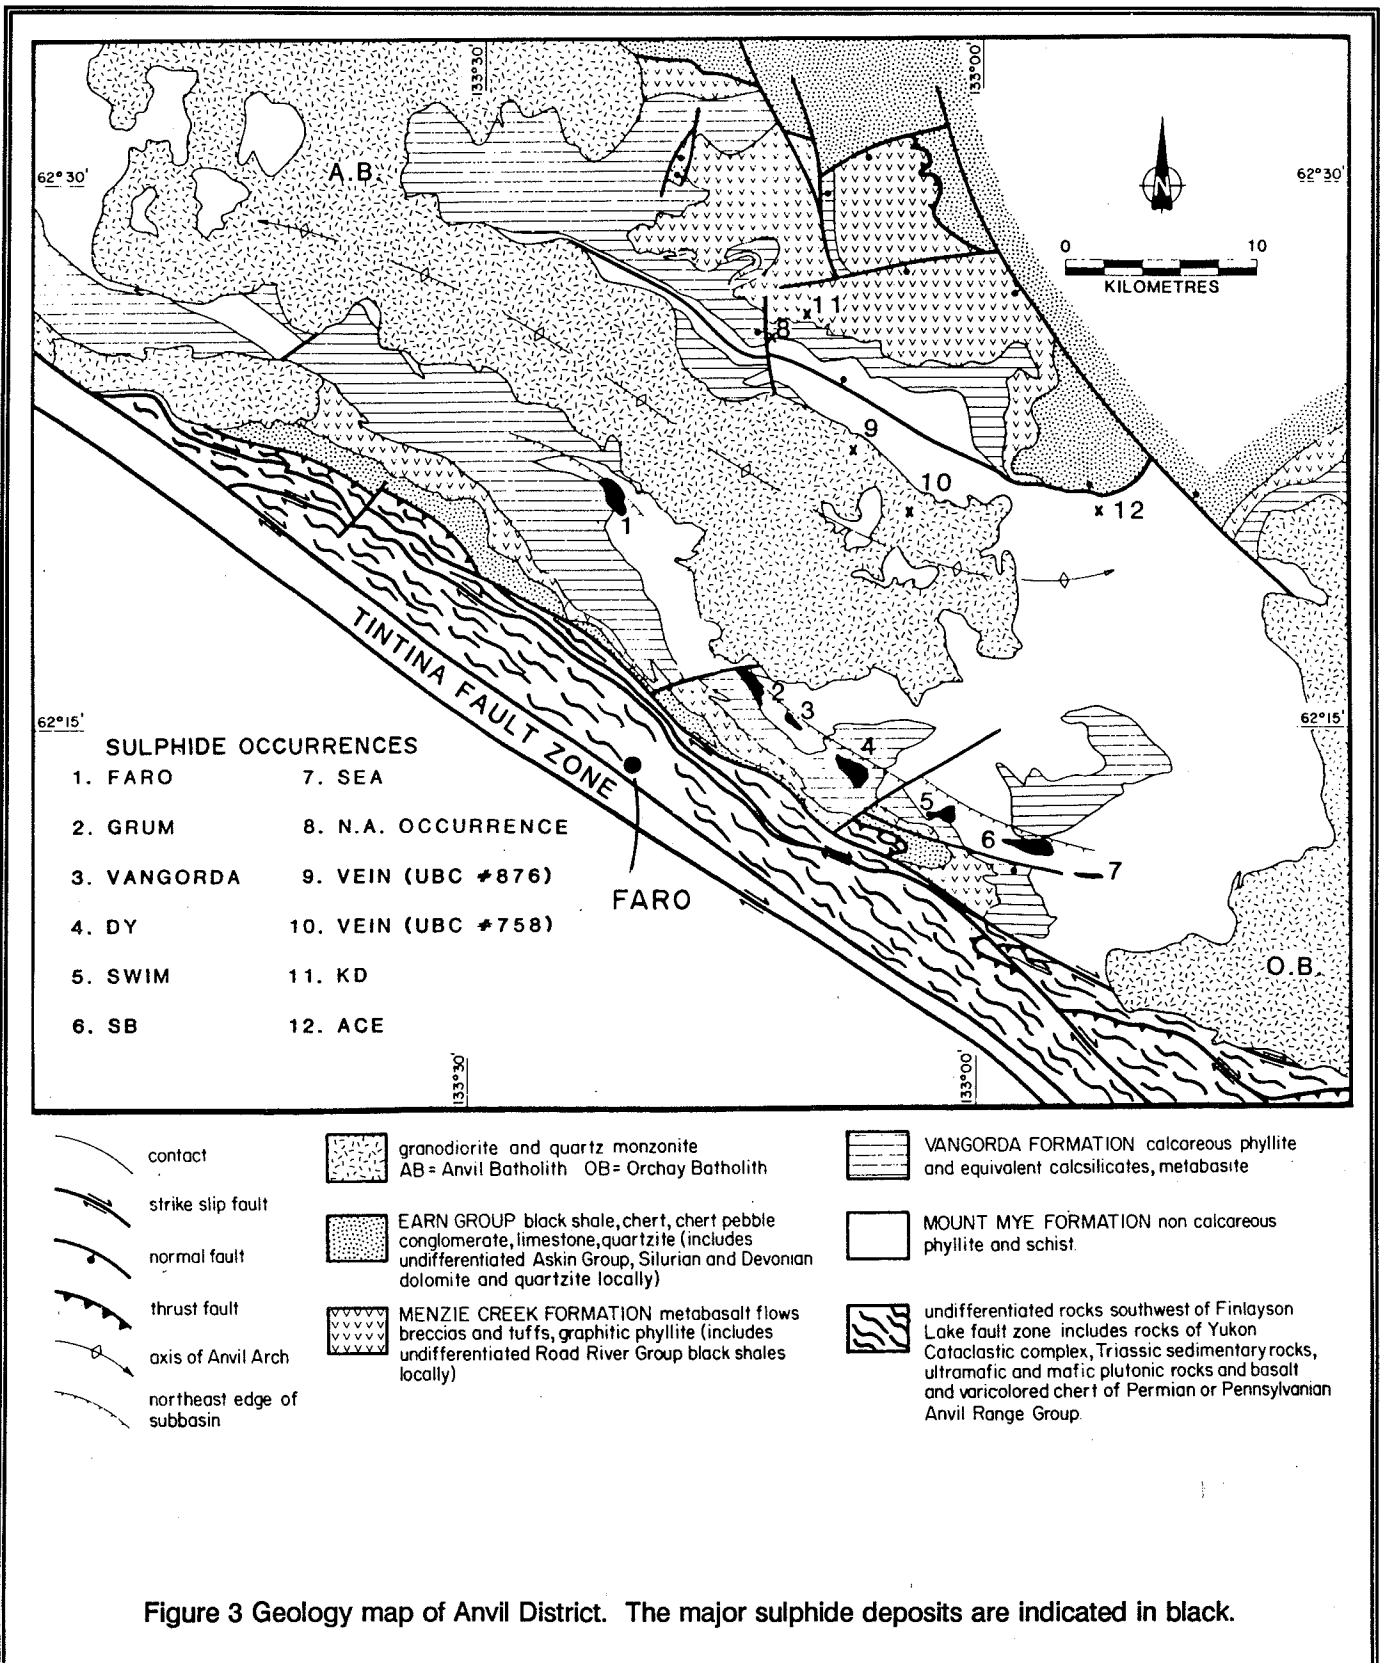 133°30'
133°00'
62°30'
A.B.
62°30'
N
0 10
KILOMETRES
11
8
9
10
12
1
TINTINA FAULT ZONE
2
3
62°15'
62°15'
4
5
6
7
SULPHIDE OCCURRENCES
1. FARO 7. SEA
2. GRUM 8. N.A. OCCURRENCE
3. VANGORDA 9. VEIN (UBC #876)
4. DY 10. VEIN (UBC #758)
5. SWIM 11. KD
6. SB 12. ACE
FARO
O.B.
133°30'
133°00'
contact
strike slip fault
normal fault
thrust fault
axis of Anvil Arch
northeast edge of
subbasin
granodiorite and quartz monzonite
AB = Anvil Batholith OB = Orchay Batholith
EARN GROUP black shale, chert, chert pebble
conglomerate, limestone, quartzite (includes
undifferentiated Askin Group, Silurian and Devonian
dolomite and quartzite locally)
MENZIE CREEK FORMATION metabasalt flows
breccias and tuffs, graphitic phyllite (includes
undifferentiated Road River Group black shales
locally)
VANGORDA FORMATION calcareous phyllite
and equivalent calcsilicates, metabasite
MOUNT MYE FORMATION non calcareous
phyllite and schist.
undifferentiated rocks southwest of Finlayson
Lake fault zone includes rocks of Yukon
Cataclastic complex, Triassic sedimentary rocks,
ultramafic and mafic plutonic rocks and basalt
and varicolored chert of Permian or Pennsylvanian
Anvil Range Group.
Figure 3 Geology map of Anvil District. The major sulphide deposits are indicated in black.